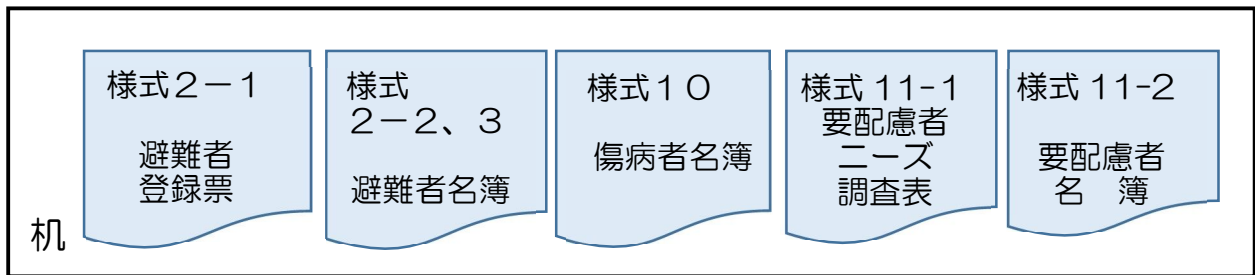 様式２－１
避難者
登録票
様式
２－２、３
避難者名簿
様式１０
傷病者名簿
様式 11-1
要配慮者
ニーズ
調査表
様式 11-2
要配慮者
名　簿
机